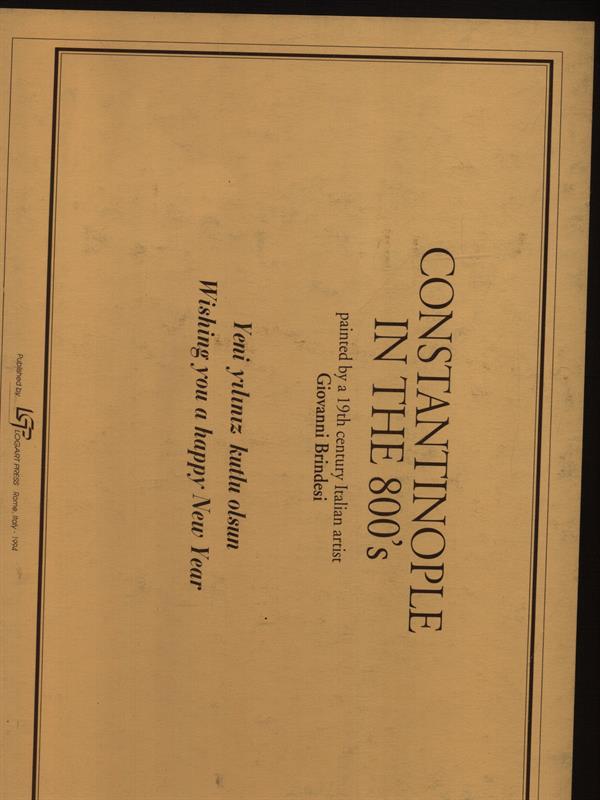 CONSTANTINOPLE
IN THE 800's
painted by a 19th century Italian artist
Giovanni Brindesi
Yeni yılınız kutlu olsun
Wishing you a happy New Year
Published by: LGP LOGART PRESS Rome, Italy - 1994